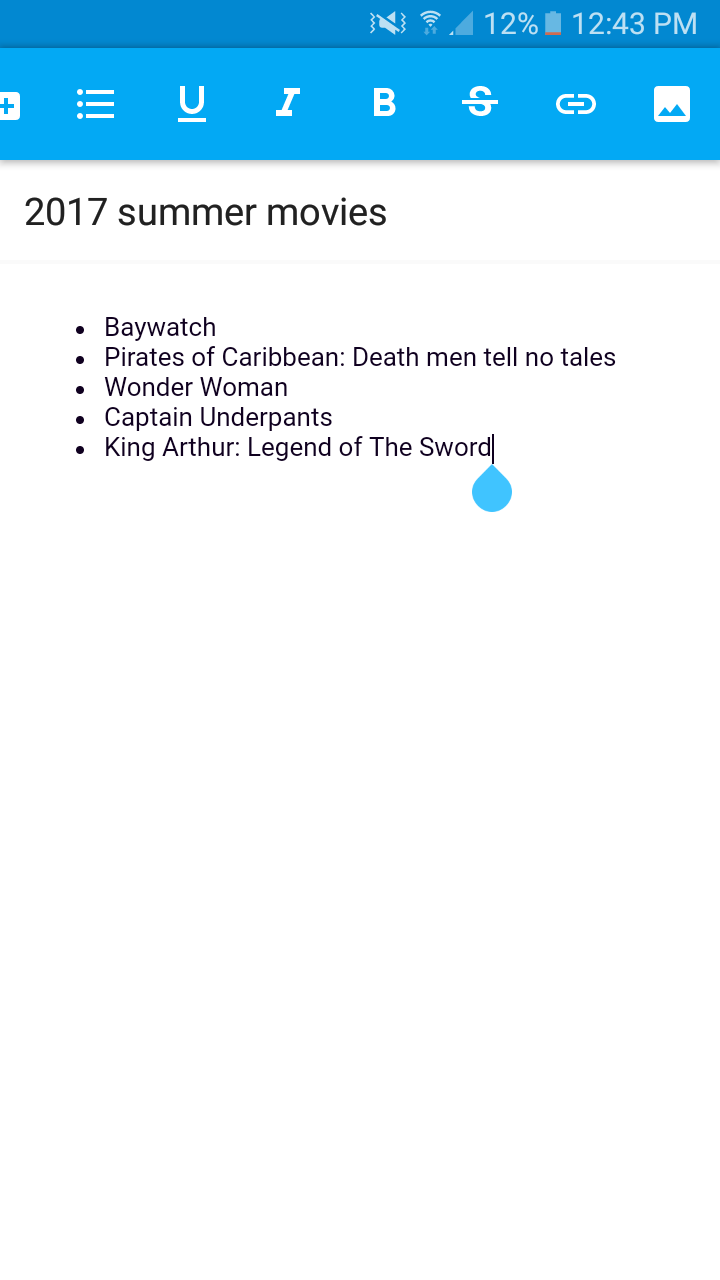 12% 12:43 PM
U I B S
2017 summer movies
• Baywatch
• Pirates of Caribbean: Death men tell no tales
• Wonder Woman
• Captain Underpants
• King Arthur: Legend of The Sword